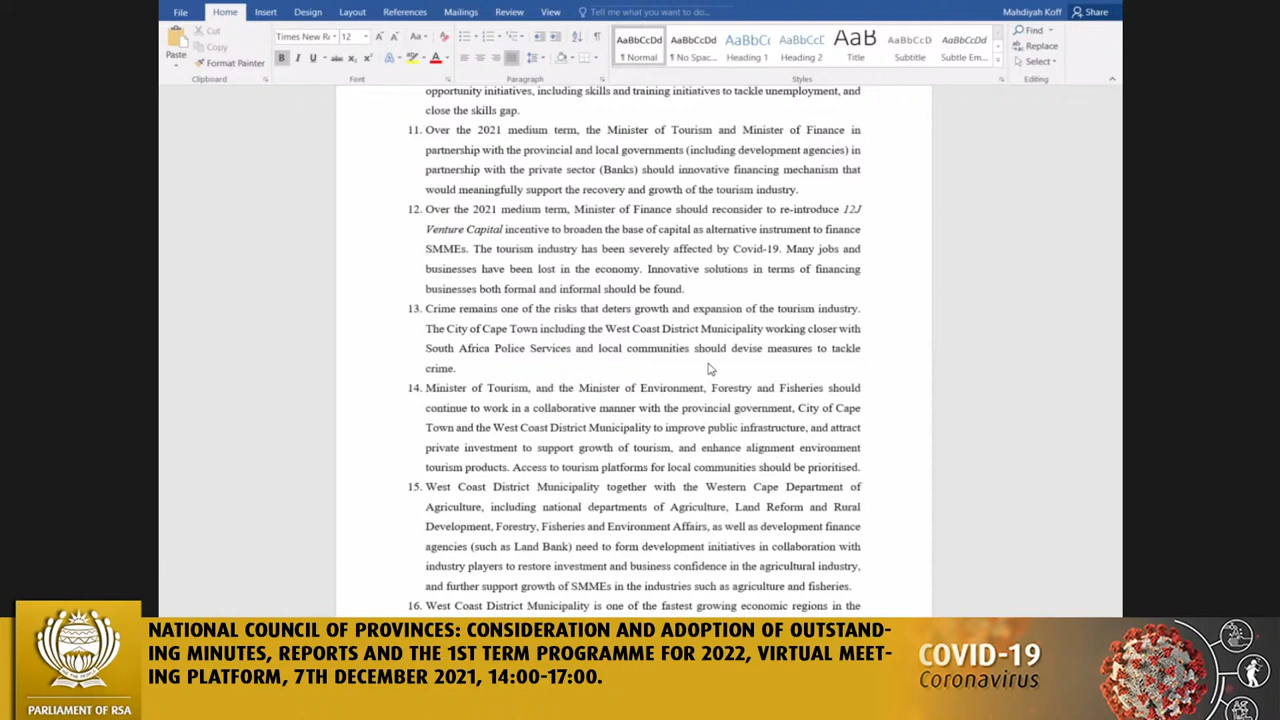 File Home Insert Design Layout References Mailings Review View Tell me what you want to do... Mahdiyah Koff Share
Paste Cut Copy Format Painter Clipboard
Times New R 12 Aa Font
B I U abc x₂ x² A A
Paragraph
AaBbCcDd AaBbCcDd AaBbCc AaBbCcDd AaB AaBbCcD AaBbCcDd
¶ Normal ¶ No Spac... Heading 1 Heading 2 Title Subtitle Subtle Em...
Styles
Find Replace Select Editing
opportunity initiatives, including skills and training initiatives to tackle unemployment, and
close the skills gap.
11. Over the 2021 medium term, the Minister of Tourism and Minister of Finance in
partnership with the provincial and local governments (including development agencies) in
partnership with the private sector (Banks) should innovative financing mechanism that
would meaningfully support the recovery and growth of the tourism industry.
12. Over the 2021 medium term, Minister of Finance should reconsider to re-introduce 12J
Venture Capital incentive to broaden the base of capital as alternative instrument to finance
SMMEs. The tourism industry has been severely affected by Covid-19. Many jobs and
businesses have been lost in the economy. Innovative solutions in terms of financing
businesses both formal and informal should be found.
13. Crime remains one of the risks that deters growth and expansion of the tourism industry.
The City of Cape Town including the West Coast District Municipality working closer with
South Africa Police Services and local communities should devise measures to tackle
crime.
14. Minister of Tourism, and the Minister of Environment, Forestry and Fisheries should
continue to work in a collaborative manner with the provincial government, City of Cape
Town and the West Coast District Municipality to improve public infrastructure, and attract
private investment to support growth of tourism, and enhance alignment environment
tourism products. Access to tourism platforms for local communities should be prioritised.
15. West Coast District Municipality together with the Western Cape Department of
Agriculture, including national departments of Agriculture, Land Reform and Rural
Development, Forestry, Fisheries and Environment Affairs, as well as development finance
agencies (such as Land Bank) need to form development initiatives in collaboration with
industry players to restore investment and business confidence in the agricultural industry,
and further support growth of SMMEs in the industries such as agriculture and fisheries.
16. West Coast District Municipality is one of the fastest growing economic regions in the
NATIONAL COUNCIL OF PROVINCES: CONSIDERATION AND ADOPTION OF OUTSTAND-
ING MINUTES, REPORTS AND THE 1ST TERM PROGRAMME FOR 2022, VIRTUAL MEET-
ING PLATFORM, 7TH DECEMBER 2021, 14:00-17:00.
PARLIAMENT OF RSA
COVID-19
Coronavirus